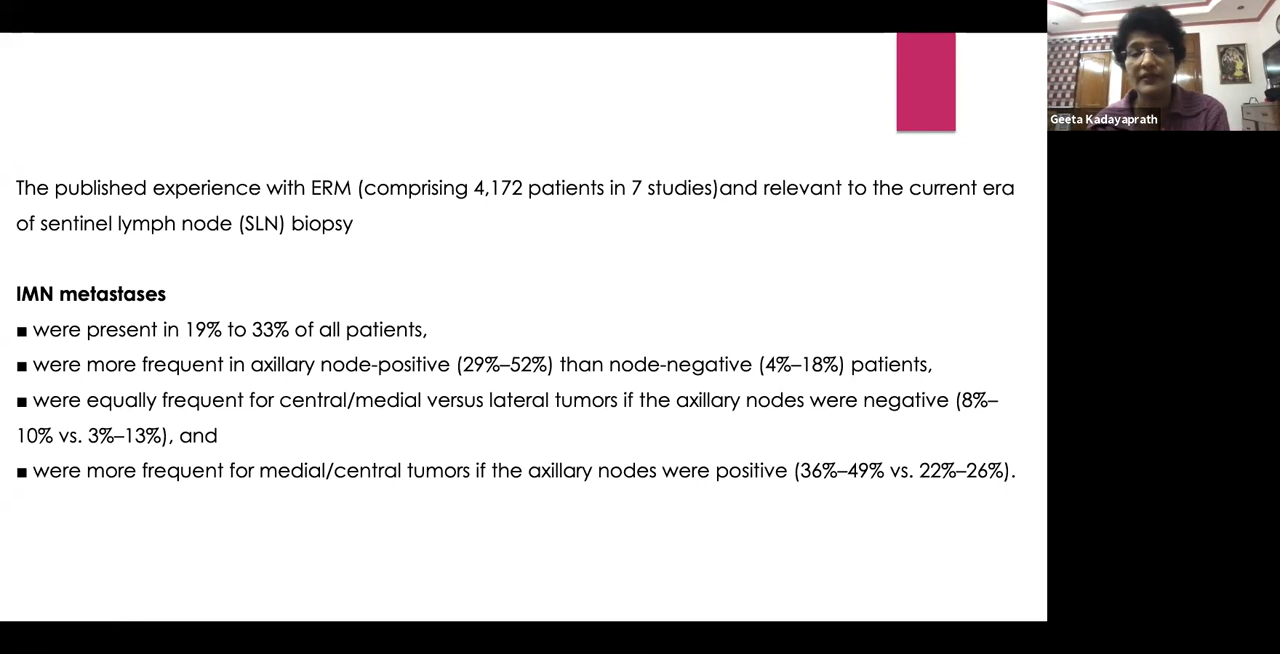 The published experience with ERM (comprising 4,172 patients in 7 studies)and relevant to the current era
of sentinel lymph node (SLN) biopsy
IMN metastases
■ were present in 19% to 33% of all patients,
■ were more frequent in axillary node-positive (29%–52%) than node-negative (4%–18%) patients,
■ were equally frequent for central/medial versus lateral tumors if the axillary nodes were negative (8%–
10% vs. 3%–13%), and
■ were more frequent for medial/central tumors if the axillary nodes were positive (36%–49% vs. 22%–26%).
Geeta Kadayaprath